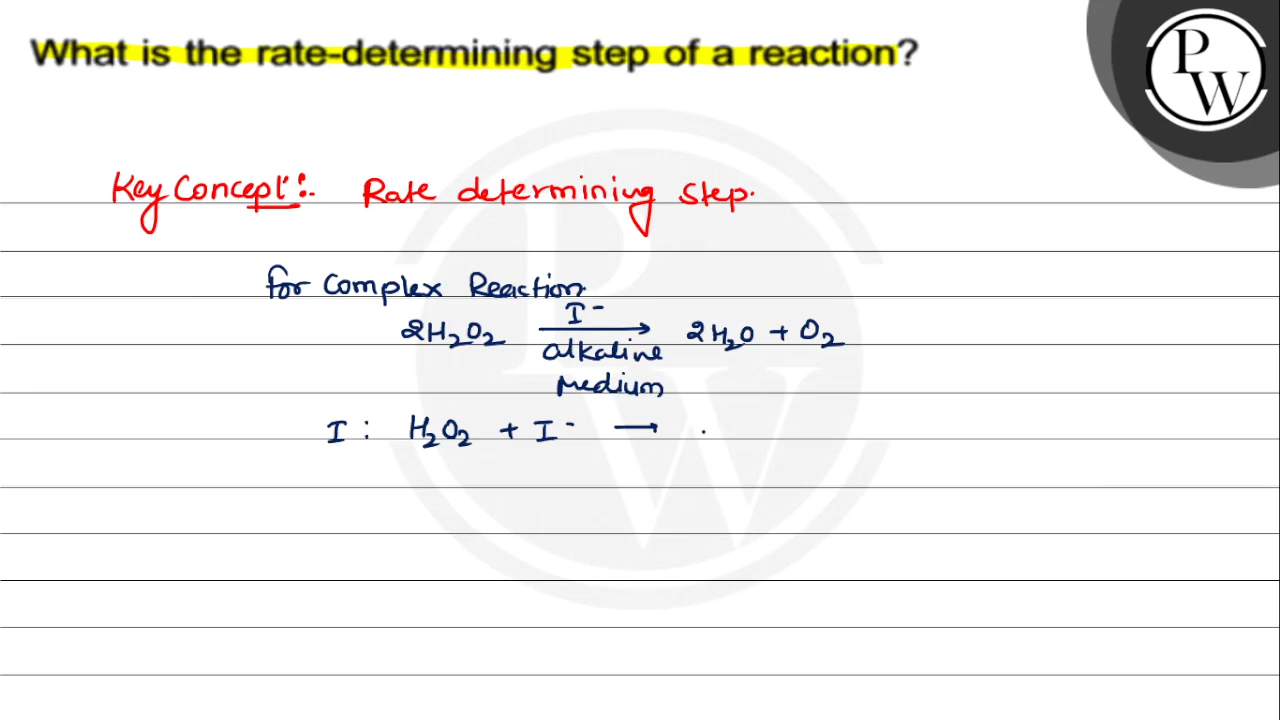 What is the rate-determining step of a reaction?
PW
Key Concept:- Rate determining step.
for Complex Reaction.
2H₂O₂ I⁻ → 2H₂O + O₂
alkaline
Medium
I : H₂O₂ + I⁻ →